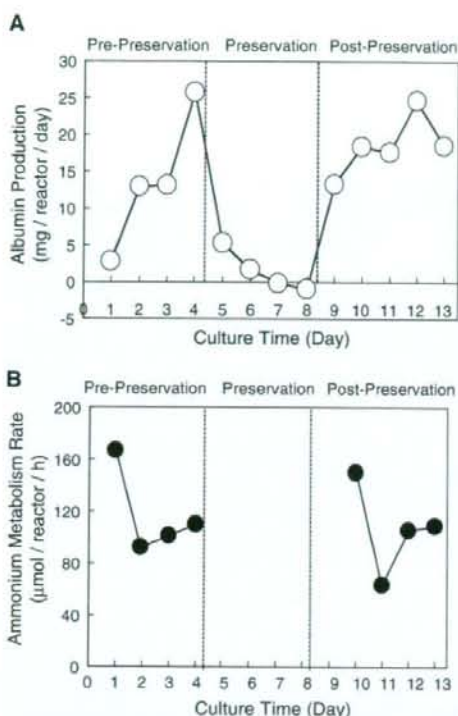 A
Pre-Preservation Preservation Post-Preservation
Albumin Production
(mg / reactor / day)
30
25
20
15
10
5
0
-5
0 1 2 3 4 5 6 7 8 9 10 11 12 13
Culture Time (Day)
B
Pre-Preservation Preservation Post-Preservation
Ammonium Metabolism Rate
(µmol / reactor / h)
200
160
120
80
40
0
0 1 2 3 4 5 6 7 8 9 10 11 12 13
Culture Time (Day)